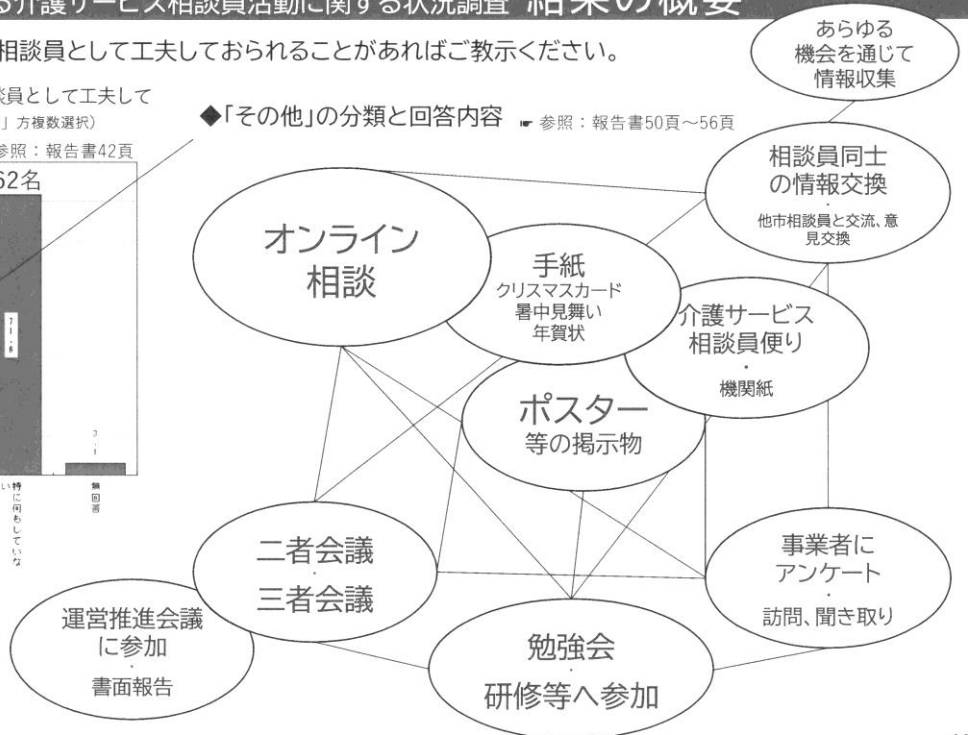 る介護サービス相談員活動に関する状況調査 結果の概要
相談員として工夫しておられることがあればご教示ください。
談員として工夫して
」方複数選択）
参照：報告書42頁
62名
71.8
3.1
特に何もしていな
い
無回答
◆「その他」の分類と回答内容 ☛ 参照：報告書50頁～56頁
あらゆる
機会を通じて
情報収集
相談員同士
の情報交換
・
他市相談員と交流、意
見交換
オンライン
相談
手紙
クリスマスカード
暑中見舞い
年賀状
介護サービス
相談員便り
・
機関紙
ポスター
等の掲示物
二者会議
・
三者会議
事業者に
アンケート
・
訪問、聞き取り
運営推進会議
に参加
・
書面報告
勉強会
・
研修等へ参加